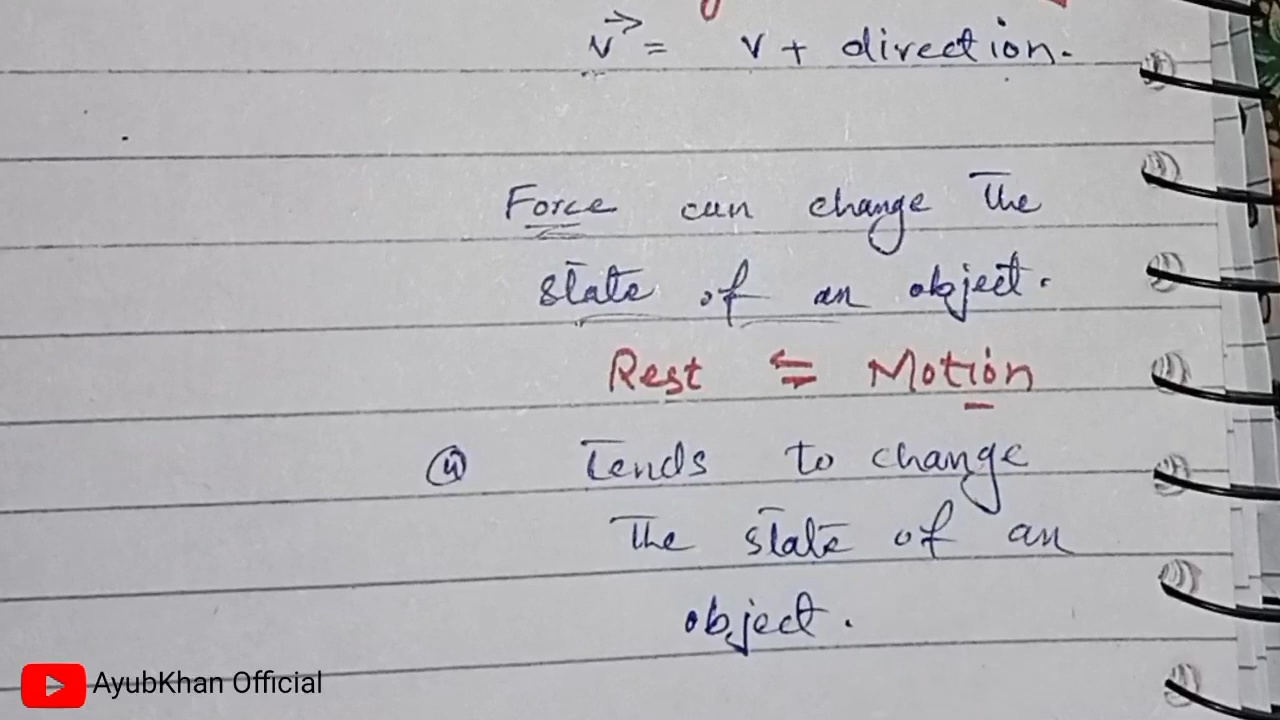 v⃗ = v + direction.
Force can change the
state of an object.
Rest ⇆ Motion
Tends to change
The state of an
object.
AyubKhan Official